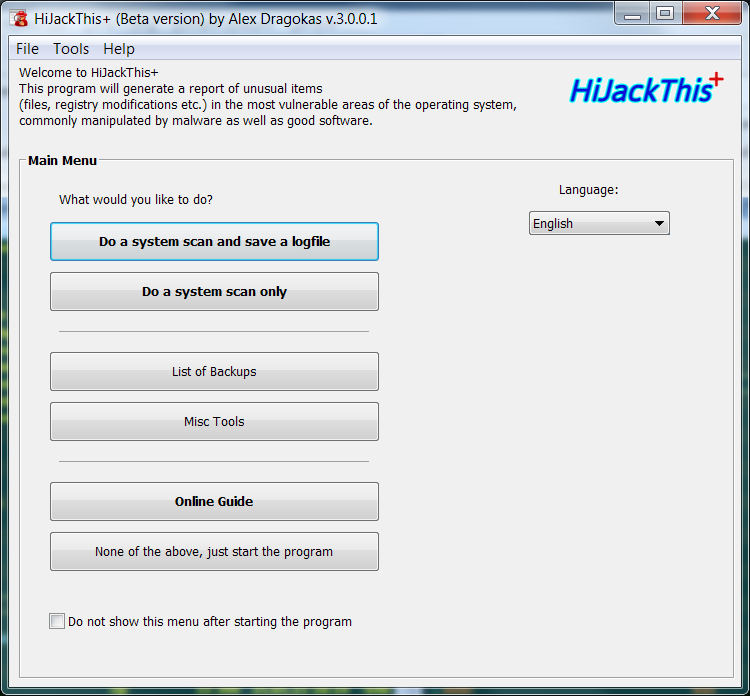 HiJackThis+ (Beta version) by Alex Dragokas v.3.0.0.1
File Tools Help
Welcome to HiJackThis+
This program will generate a report of unusual items
(files, registry modifications etc.) in the most vulnerable areas of the operating system,
commonly manipulated by malware as well as good software.
HiJackThis+
Main Menu
What would you like to do?
Language:
English
Do a system scan and save a logfile
Do a system scan only
List of Backups
Misc Tools
Online Guide
None of the above, just start the program
Do not show this menu after starting the program